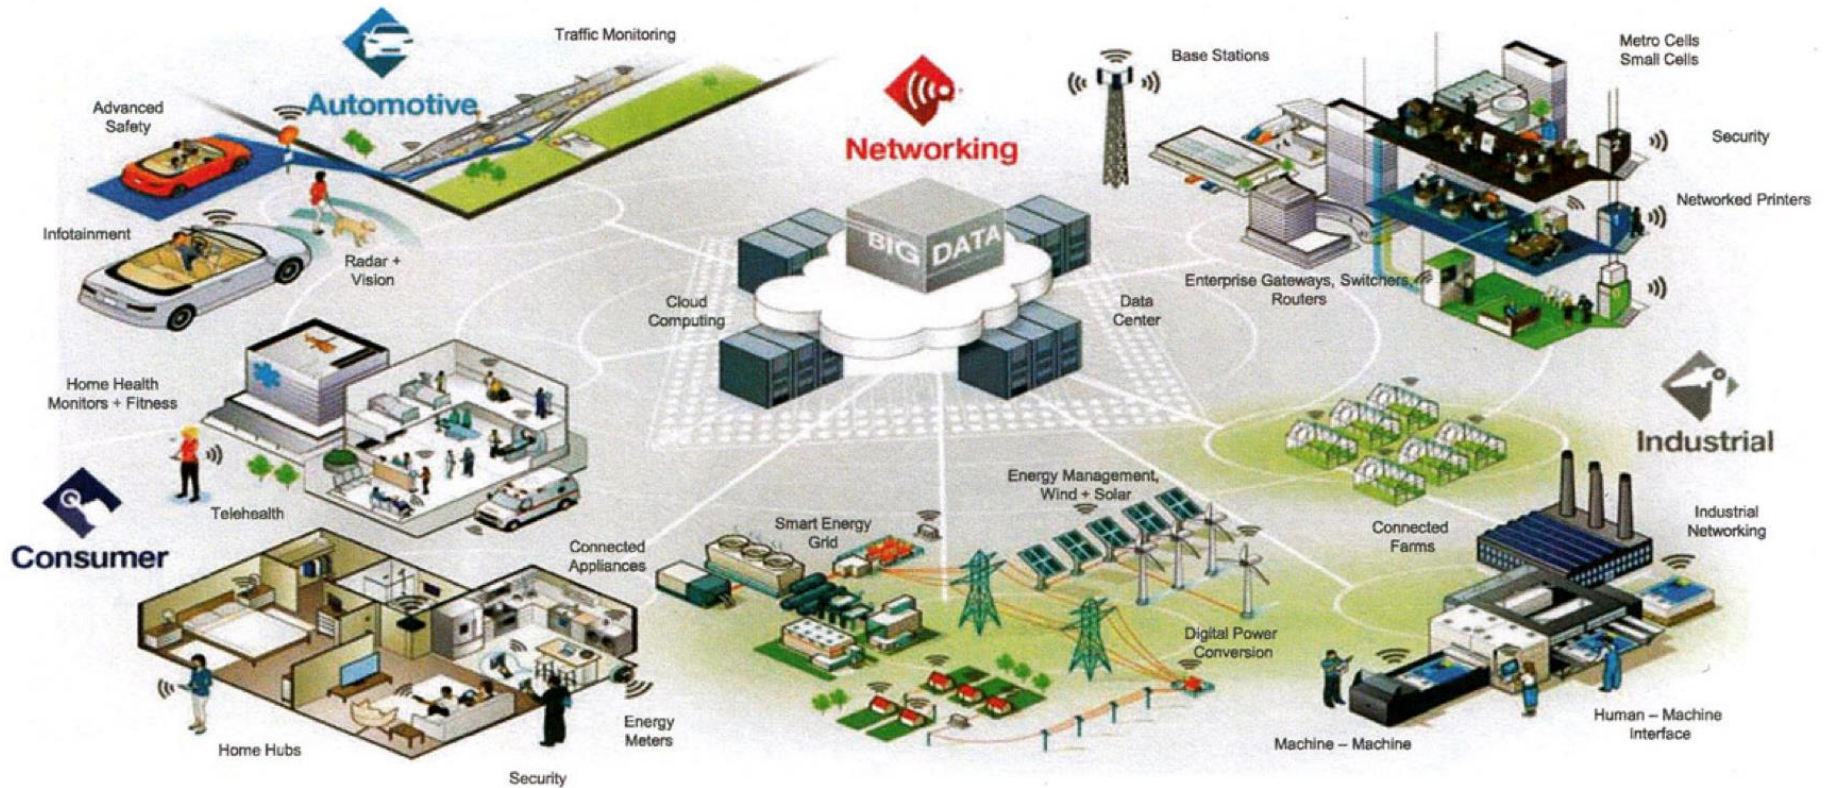 Traffic Monitoring
Automotive
Advanced
Safety
Infotainment
Radar +
Vision
Networking
Base Stations
Metro Cells
Small Cells
Security
Networked Printers
Enterprise Gateways, Switchers,
Routers
BIG DATA
Cloud
Computing
Data
Center
Home Health
Monitors + Fitness
Telehealth
Consumer
Connected
Appliances
Home Hubs
Security
Energy
Meters
Smart Energy
Grid
Energy Management,
Wind + Solar
Digital Power
Conversion
Industrial
Connected
Farms
Industrial
Networking
Machine – Machine
Human – Machine
Interface